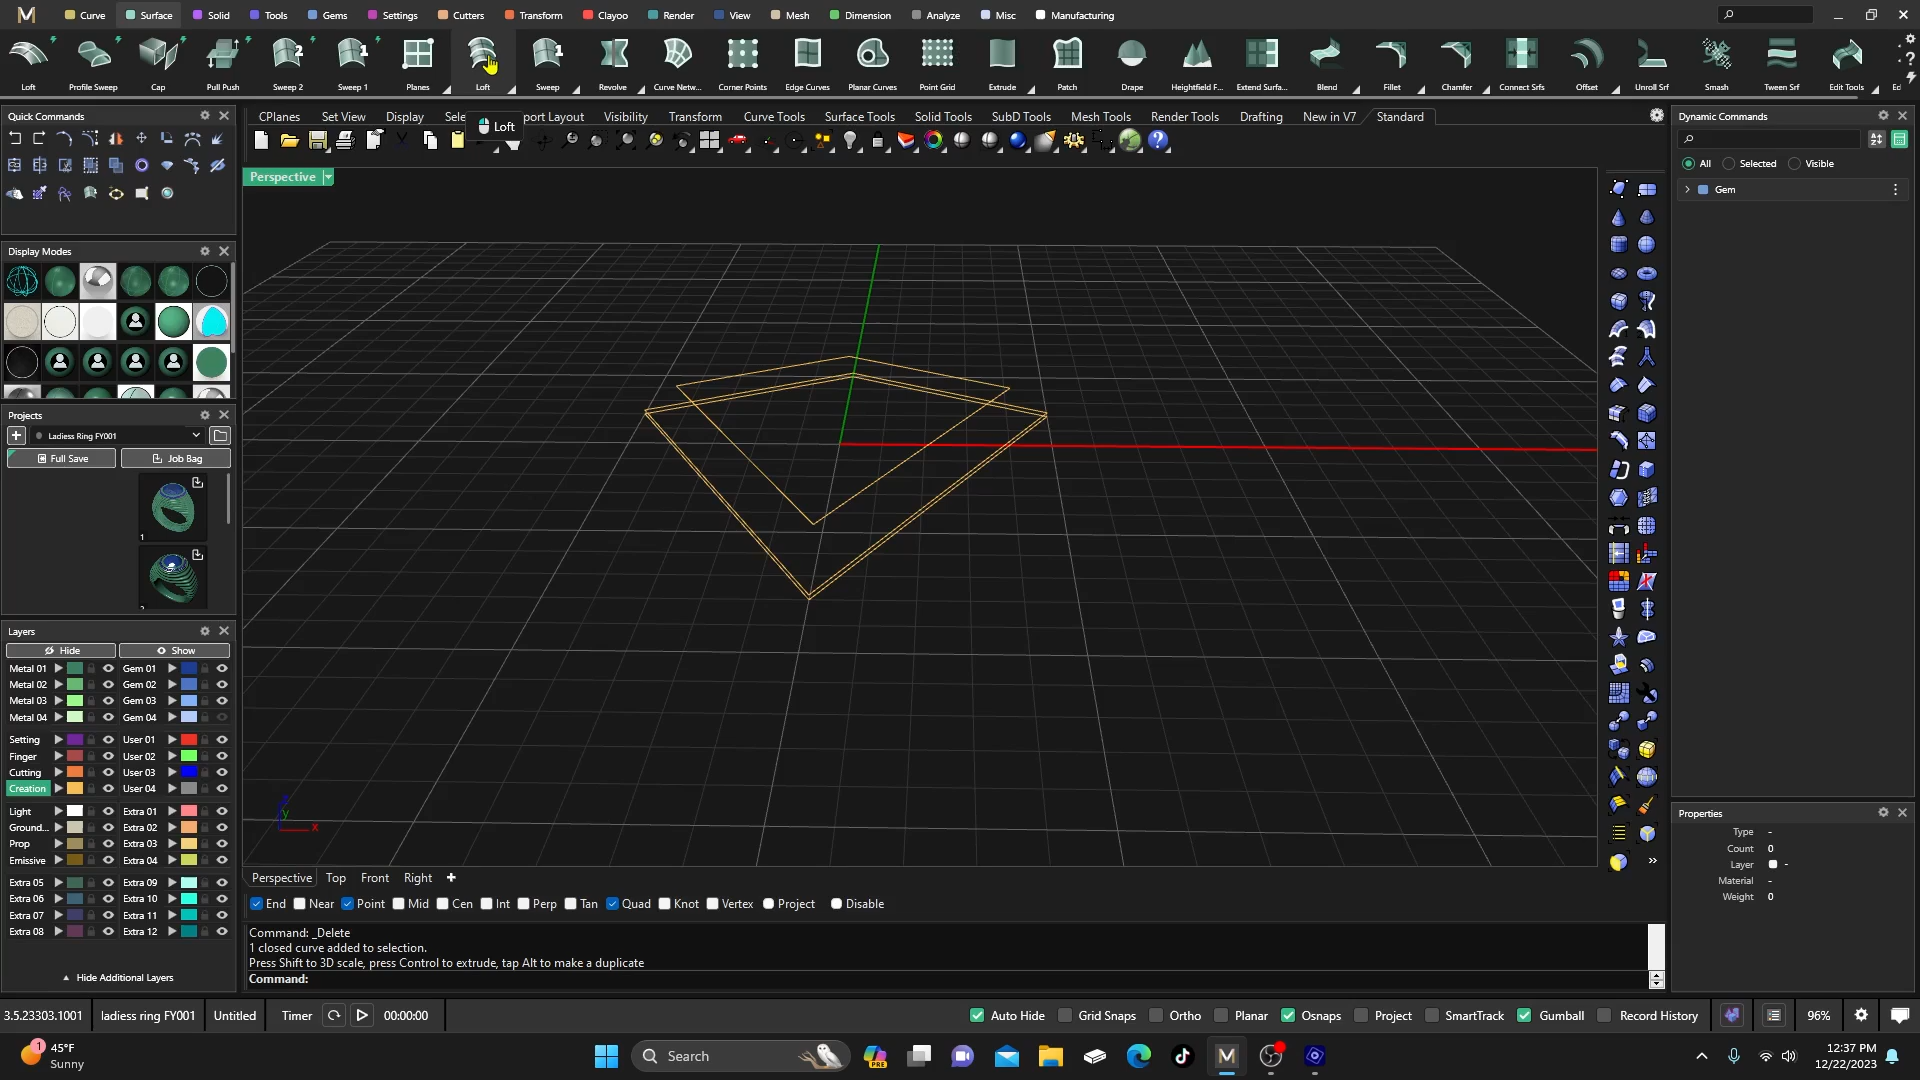 M Curve Surface Solid Tools Gems Settings Cutters Transform Clayoo Render View Mesh Dimension Analyze Misc Manufacturing
Loft Profile Sweep Cap Pull Push Sweep 2 Sweep 1 Planes Loft Sweep Revolve Curve Netw... Corner Points Edge Curves Planar Curves Point Grid Extrude Patch Drape Heightfield F... Extend Surfa... Blend Fillet Chamfer Connect Srfs Offset Unroll Srf Smash Tween Srf Edit Tools Ed
Quick Commands
CPlanes Set View Display Sele port Layout Visibility Transform Curve Tools Surface Tools Solid Tools SubD Tools Mesh Tools Render Tools Drafting New in V7 Standard
Loft
Dynamic Commands
All Selected Visible
Gem
Perspective
Display Modes
Projects
Ladiess Ring FY001
Full Save Job Bag
1
2
Layers
Hide Show
Metal 01 Gem 01
Metal 02 Gem 02
Metal 03 Gem 03
Metal 04 Gem 04
Setting User 01
Finger User 02
Cutting User 03
Creation User 04
Light Extra 01
Ground... Extra 02
Prop Extra 03
Emissive Extra 04
Extra 05 Extra 09
Extra 06 Extra 10
Extra 07 Extra 11
Extra 08 Extra 12
Hide Additional Layers
y
x
Properties
Type -
Count 0
Layer -
Material -
Weight 0
Perspective Top Front Right
End Near Point Mid Cen Int Perp Tan Quad Knot Vertex Project Disable
Command: _Delete
1 closed curve added to selection.
Press Shift to 3D scale, press Control to extrude, tap Alt to make a duplicate
Command:
3.5.23303.1001 ladiess ring FY001 Untitled Timer 00:00:00 Auto Hide Grid Snaps Ortho Planar Osnaps Project SmartTrack Gumball Record History 96%
1
45°F
Sunny
Search
PRE
M
12:37 PM
12/22/2023